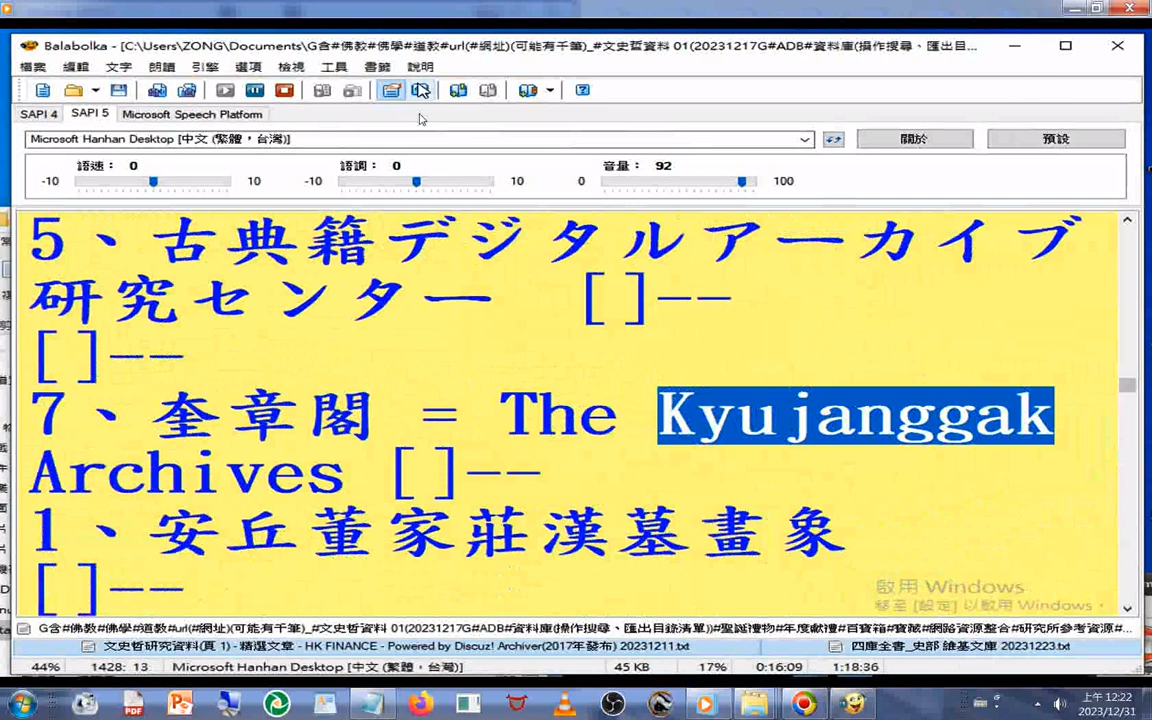 Balabolka - [C:\Users\ZONG\Documents\G含#佛教#佛學#道教#url(#網址)(可能有千筆)_#文史哲資料 01(20231217G#ADB#資料庫(操作搜尋、匯出目...
檔案 編輯 文字 朗讀 引擎 選項 檢視 工具 書籤 說明
SAPI 4 SAPI 5 Microsoft Speech Platform
Microsoft Hanhan Desktop [中文 (繁體，台灣)] 關於 預設
語速： 0 語調： 0 音量： 92
-10 10 -10 10 0 100
5、古典籍デジタルアーカイブ
研究センター [ ]--
[ ]--
7、奎章閣 = The Kyujanggak
Archives [ ]--
1、安丘董家莊漢墓畫象
[ ]--
啟用 Windows
移至 [設定] 以啟用 Windows。
G含#佛教#佛學#道教#url(#網址)(可能有千筆)_#文史哲資料 01(20231217G#ADB#資料庫(操作搜尋、匯出目錄清單))#聖誕禮物#年度獻禮#百寶箱#寶藏#網路資源整合#研究所參考資源#...
文史哲研究資料(頁 1) - 精選文章 - HK FINANCE - Powered by Discuz! Archiver(2017年發布) 20231211.txt 四庫全書_史部 維基文庫 20231223.txt
44% 1428: 13 Microsoft Hanhan Desktop [中文 (繁體，台灣)] 45 KB 17% 0:16:09 1:18:36
上午 12:22
2023/12/31